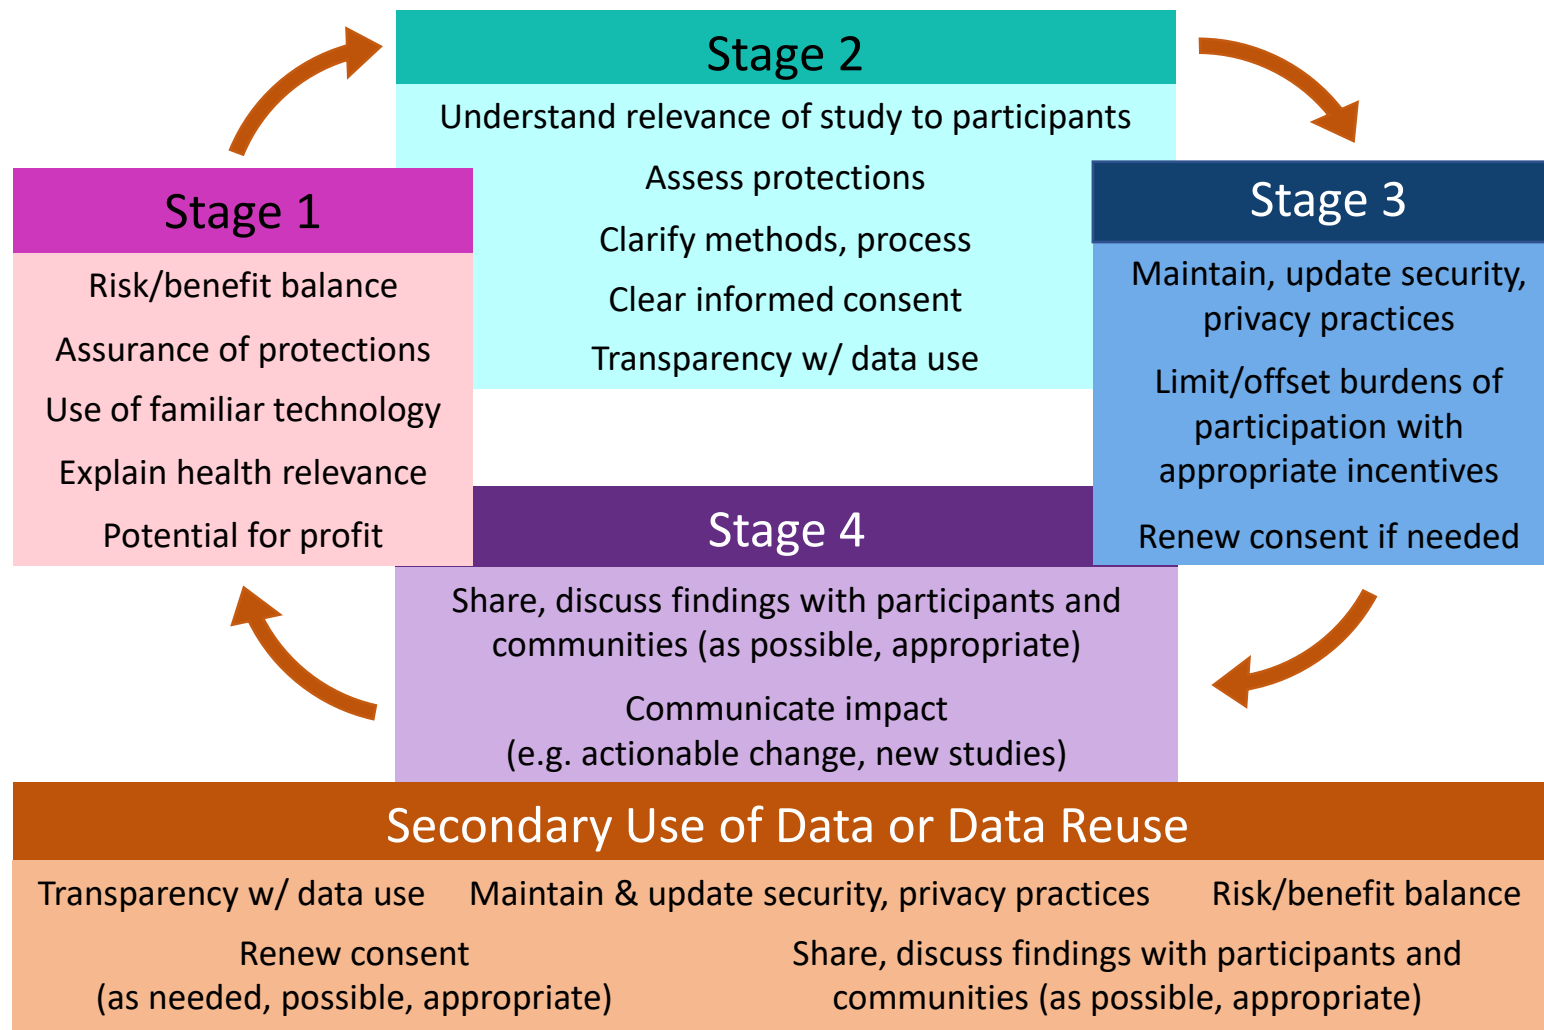 Stage 1
Risk/benefit balance
Assurance of protections
Use of familiar technology
Explain health relevance
Potential for profit
Stage 2
Understand relevance of study to participants
Assess protections
Clarify methods, process
Clear informed consent
Transparency w/ data use
Stage 3
Maintain, update security,
privacy practices
Limit/offset burdens of
participation with
appropriate incentives
Renew consent if needed
Stage 4
Share, discuss findings with participants and
communities (as possible, appropriate)
Communicate impact
(e.g. actionable change, new studies)
Secondary Use of Data or Data Reuse
Transparency w/ data use
Maintain & update security, privacy practices
Risk/benefit balance
Renew consent
(as needed, possible, appropriate)
Share, discuss findings with participants and
communities (as possible, appropriate)